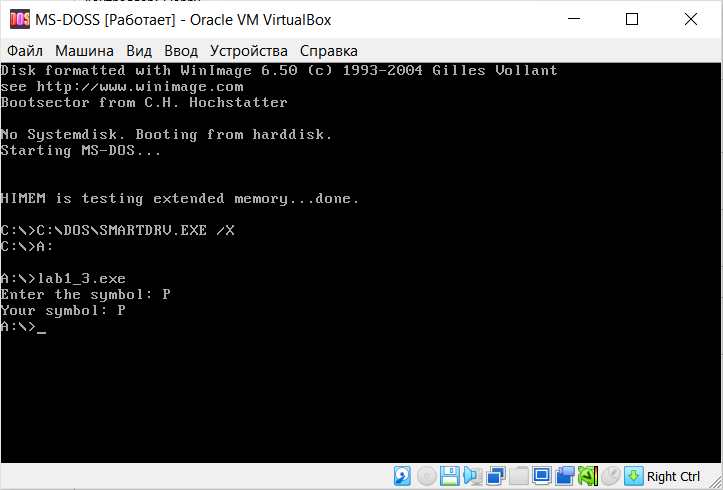 MS-DOSS [Работает] - Oracle VM VirtualBox
Файл Машина Вид Ввод Устройства Справка
Disk formatted with WinImage 6.50 (c) 1993-2004 Gilles Vollant
see http://www.winimage.com
Bootsector from C.H. Hochstatter
No Systemdisk. Booting from harddisk.
Starting MS-DOS...
HIMEM is testing extended memory...done.
C:\>C:\DOS\SMARTDRV.EXE /X
C:\>A:
A:\>lab1_3.exe
Enter the symbol: P
Your symbol: P
A:\>_
Right Ctrl